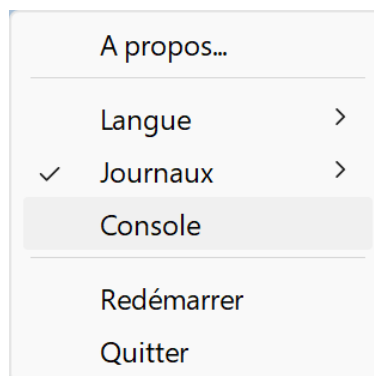 A propos...
Langue
Journaux
Console
Redémarrer
Quitter